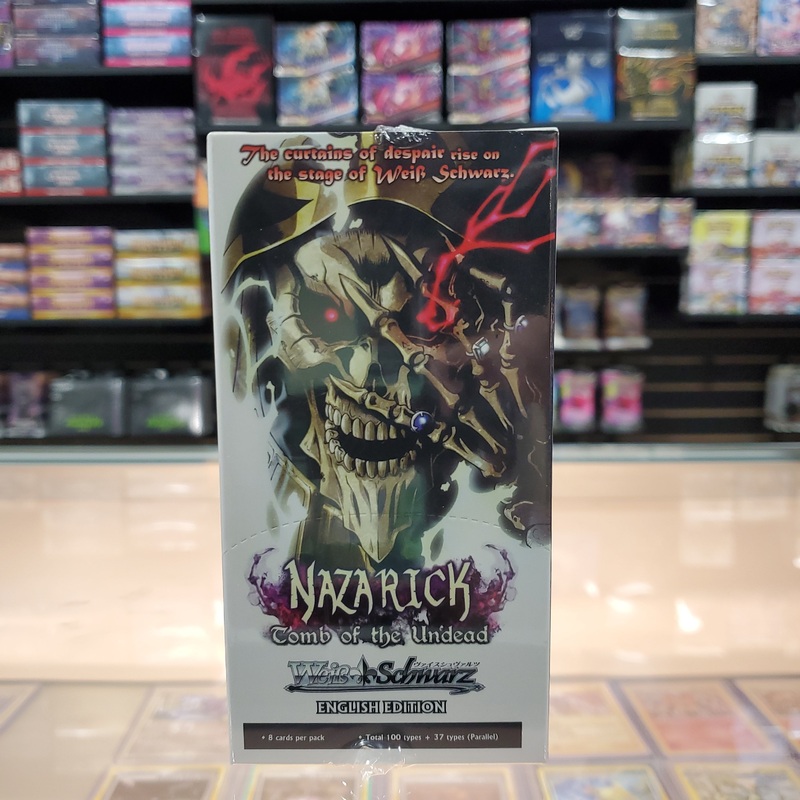 The curtains of despair rise on
the stage of Weiß Schwarz.
NAZARICK
Tomb of the Undead
ヴァイスシュヴァルツ
Weiß Schwarz
ENGLISH EDITION
• 8 cards per pack • Total 100 types + 37 types (Parallel)